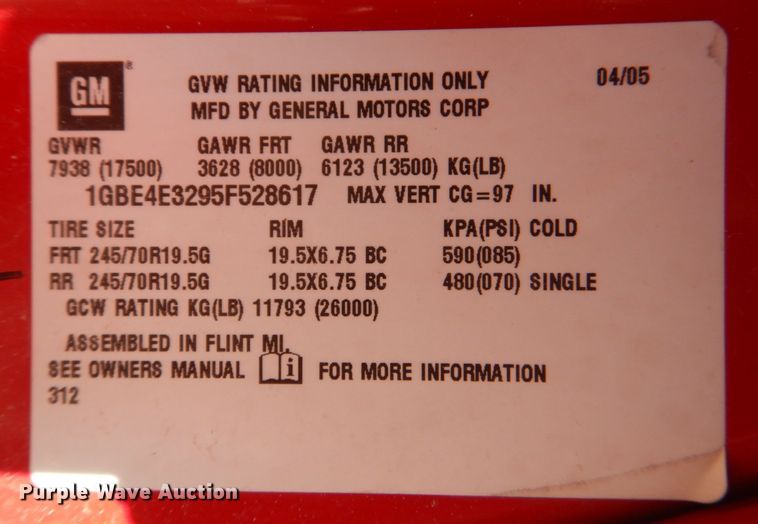 GM
®
GVW RATING INFORMATION ONLY 04/05
MFD BY GENERAL MOTORS CORP
GVWR GAWR FRT GAWR RR
7938 (17500) 3628 (8000) 6123 (13500) KG(LB)
1GBE4E3295F528617 MAX VERT CG=97 IN.
TIRE SIZE RIM KPA(PSI) COLD
FRT 245/70R19.5G 19.5X6.75 BC 590(085)
RR 245/70R19.5G 19.5X6.75 BC 480(070) SINGLE
GCW RATING KG(LB) 11793 (26000)
ASSEMBLED IN FLINT MI.
SEE OWNERS MANUAL i FOR MORE INFORMATION
312
Purple Wave Auction